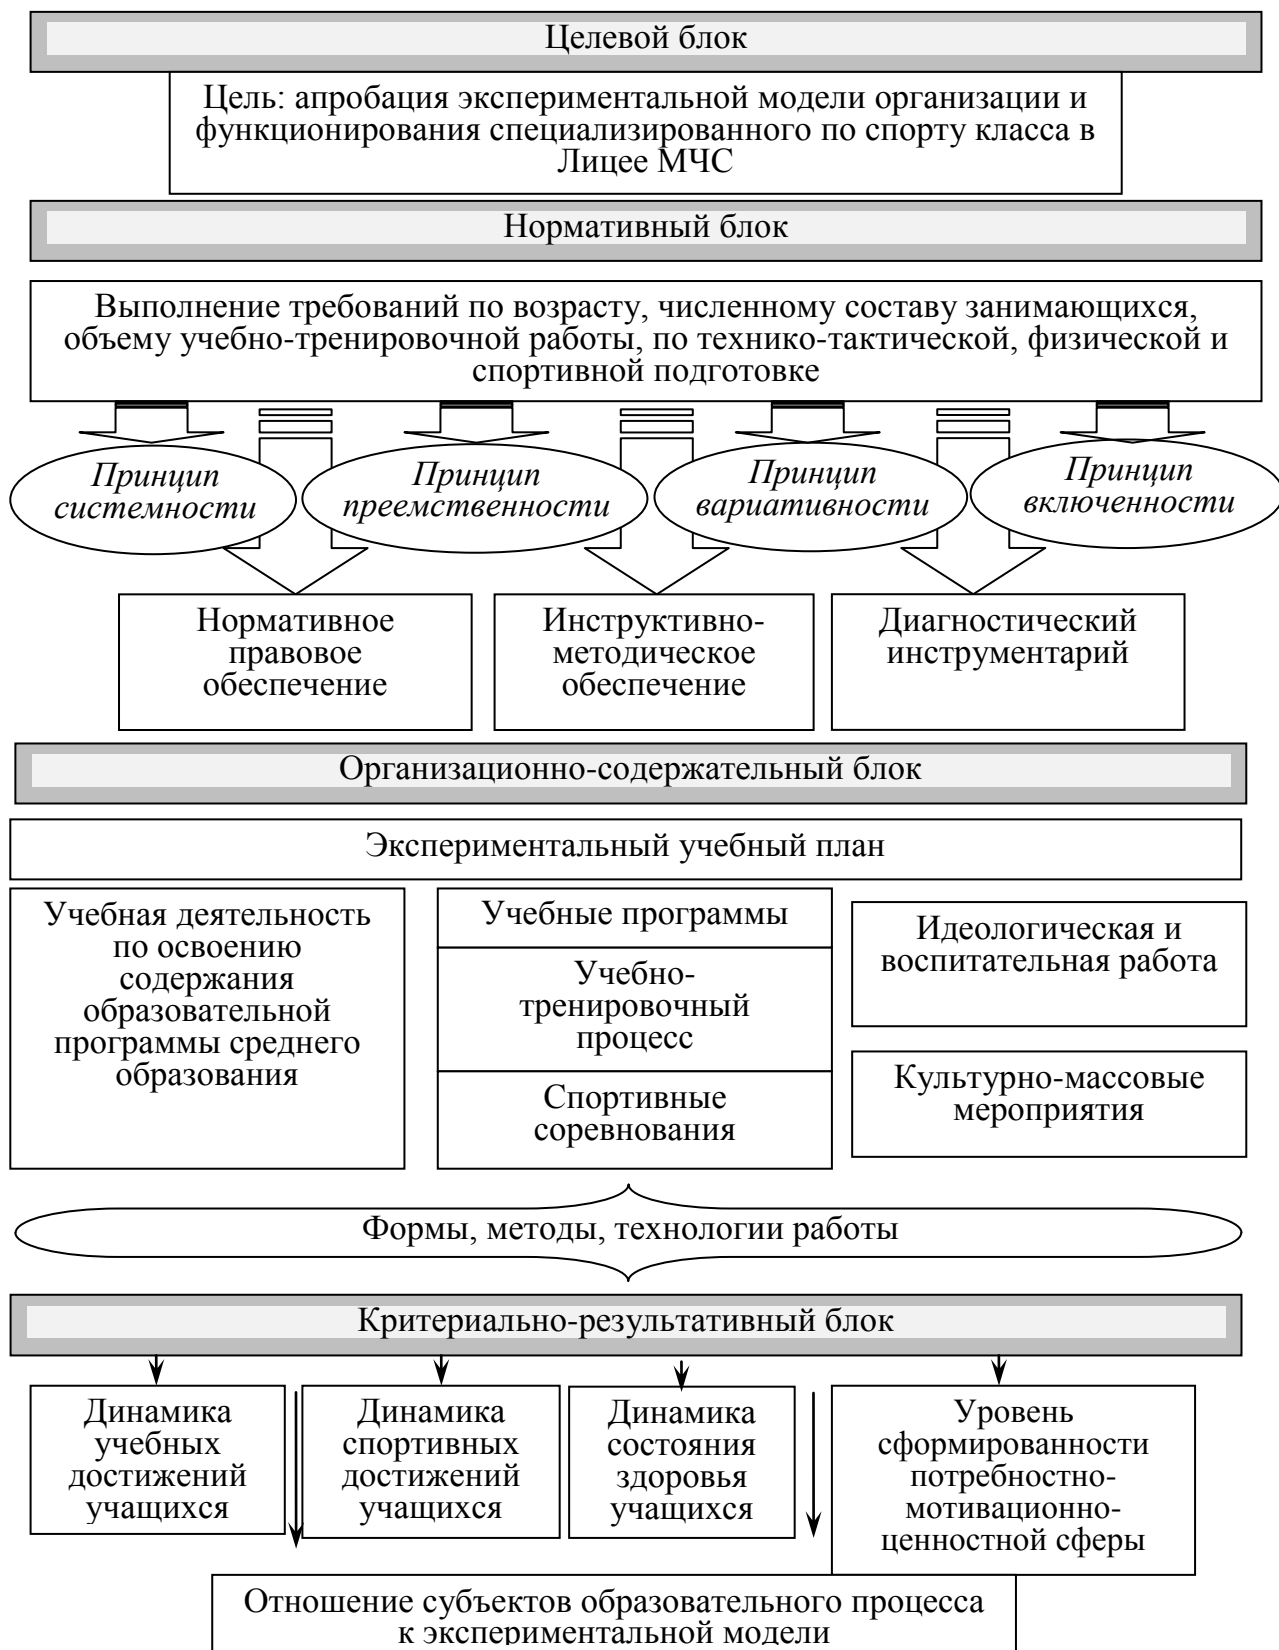 Целевой блок
Цель: апробация экспериментальной модели организации и
функционирования специализированного по спорту класса в
Лицее МЧС
Нормативный блок
Выполнение требований по возрасту, численному составу занимающихся,
объему учебно-тренировочной работы, по технико-тактической, физической и
спортивной подготовке
Принцип
системности
Принцип
преемственности
Принцип
вариативности
Принцип
включенности
Нормативное
правовое
обеспечение
Инструктивно-
методическое
обеспечение
Диагностический
инструментарий
Организационно-содержательный блок
Экспериментальный учебный план
Учебная деятельность
по освоению
содержания
образовательной
программы среднего
образования
Учебные программы
Учебно-
тренировочный
процесс
Спортивные
соревнования
Идеологическая и
воспитательная работа
Культурно-массовые
мероприятия
Формы, методы, технологии работы
Критериально-результативный блок
Динамика
учебных
достижений
учащихся
Динамика
спортивных
достижений
учащихся
Динамика
состояния
здоровья
учащихся
Уровень
сформированности
потребностно-
мотивационно-
ценностной сферы
Отношение субъектов образовательного процесса
к экспериментальной модели